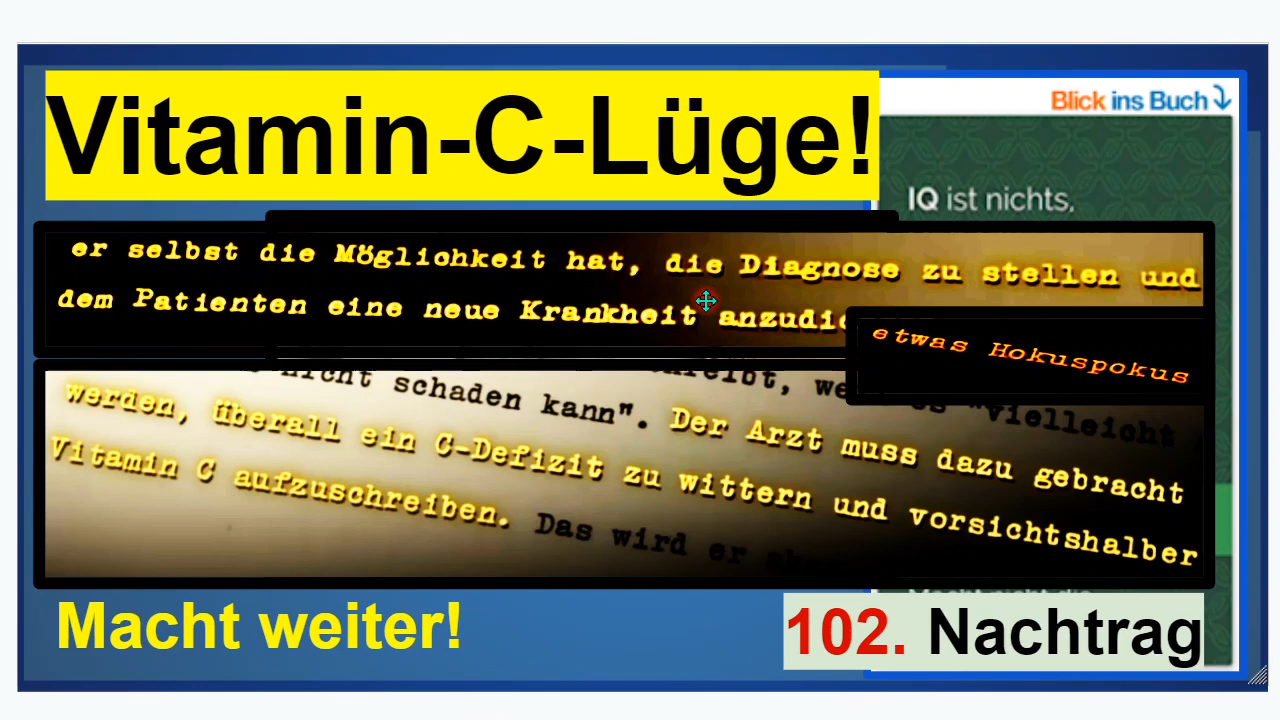 Vitamin-C-Lüge!
Blick ins Buch
IQ ist nichts,
er selbst die Möglichkeit hat, die Diagnose zu stellen und
dem Patienten eine neue Krankheit
etwas Hokuspokus
nicht schaden kann". Der Arzt muss dazu gebracht
werden, überall ein C-Defizit zu wittern und vorsichtshalber
Vitamin C aufzuschreiben. Das wird er
Macht weiter!
102. Nachtrag